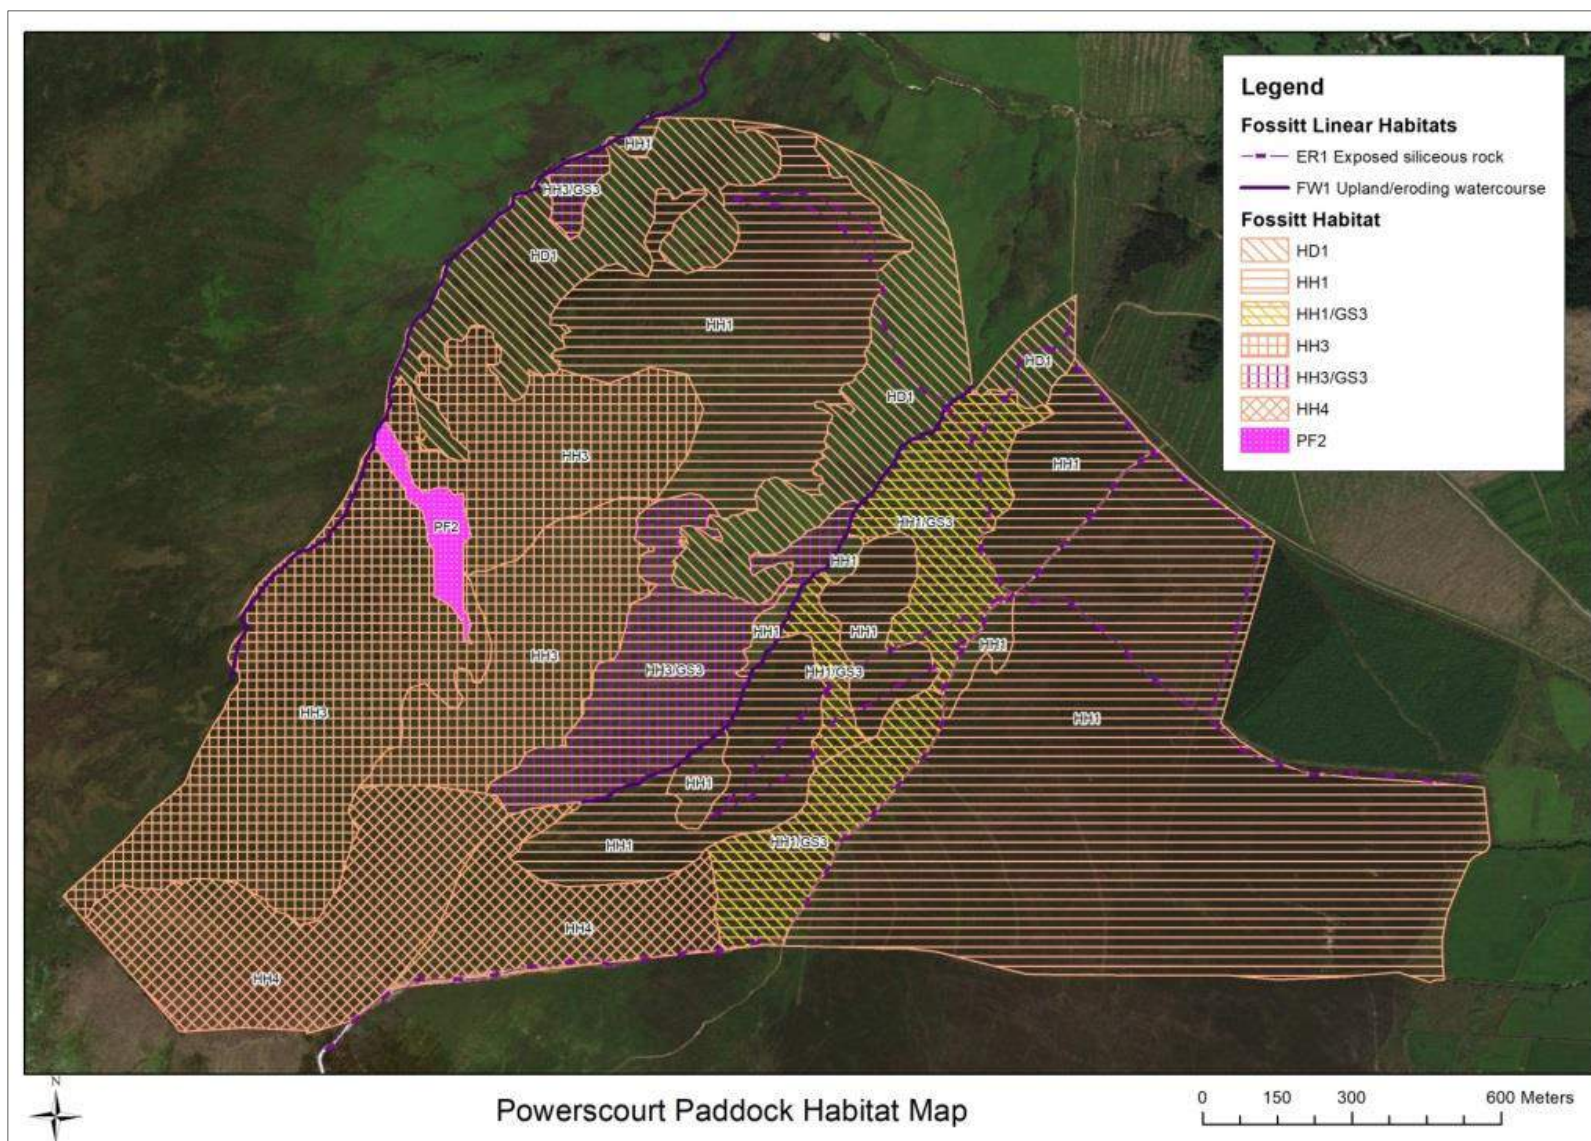 Legend
Fossitt Linear Habitats
ER1 Exposed siliceous rock
FW1 Upland/eroding watercourse
Fossitt Habitat
HD1
HH1
HH1/GS3
HH3
HH3/GS3
HH4
PF2
HH1
HH3/GS3
HD1
HH1
HD1
HD1
HH3
HH1
PF2
HH1/GS3
HH1
HH1
HH1
HH1
HH3
HH3/GS3
HH1/GS3
HH3
HH1
HH1
HH1
HH1/GS3
HH4
HH4
N
Powerscourt Paddock Habitat Map
0 150 300 600 Meters